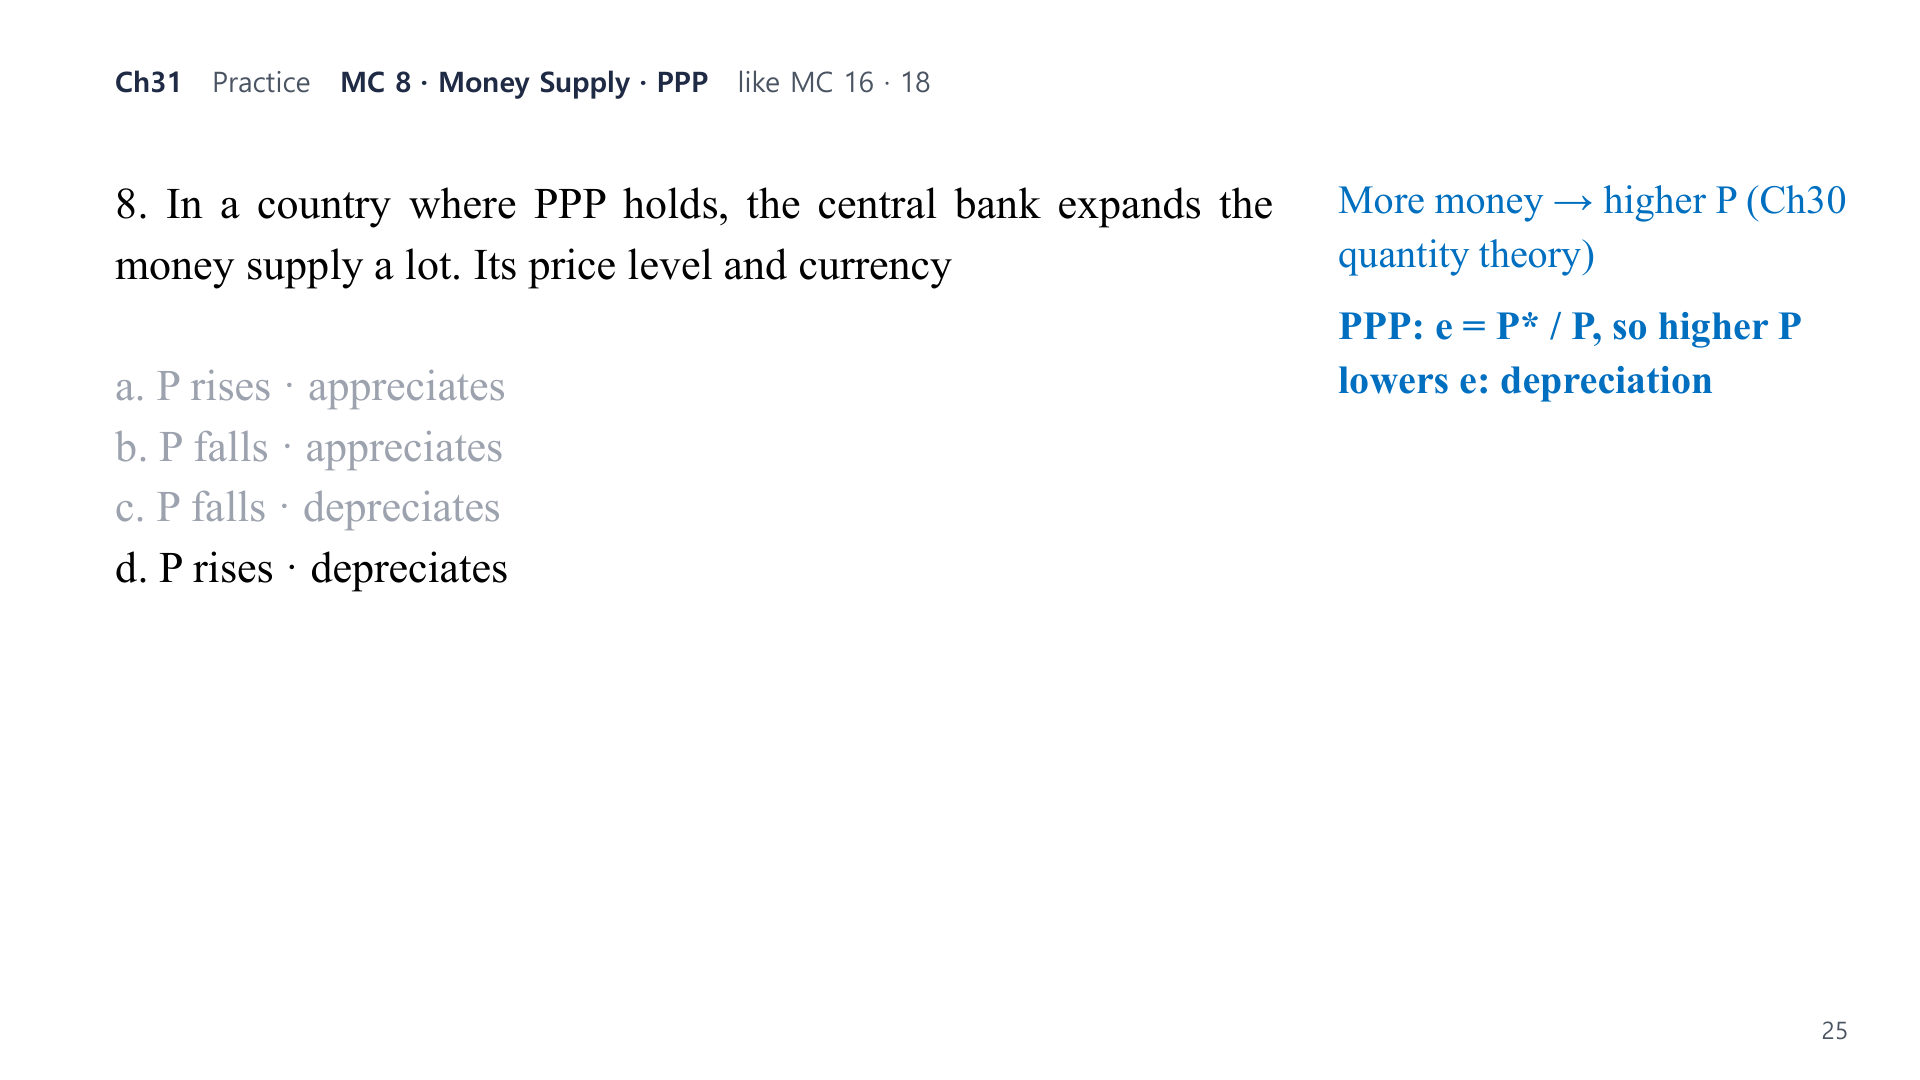 Ch31 Practice MC 8 · Money Supply · PPP like MC 16 · 18
8. In a country where PPP holds, the central bank expands the
money supply a lot. Its price level and currency
a. P rises · appreciates
b. P falls · appreciates
c. P falls · depreciates
d. P rises · depreciates
More money → higher P (Ch30
quantity theory)
PPP: e = P* / P, so higher P
lowers e: depreciation
25